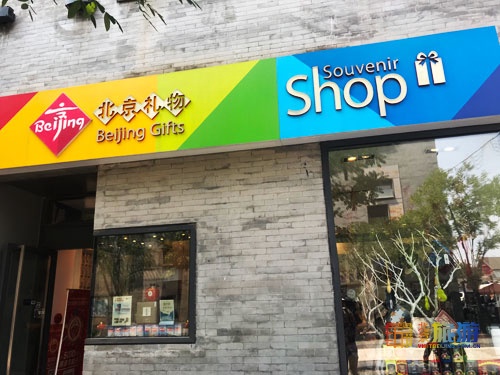 Beijing
北京礼物
Beijing Gifts
Souvenir
Shop